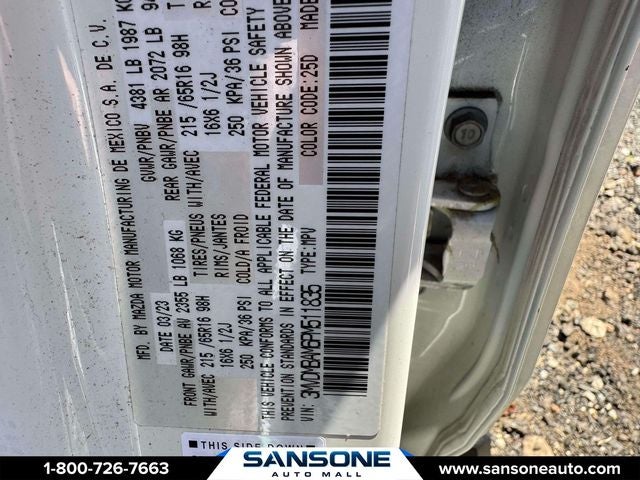 MFD. BY MAZDA MOTOR MANUFACTURING DE MEXICO S.A. DE C.V.
DATE 03/23 GVWR/PNBV 4381 LB 1987 KG
FRONT GAWR/PNBE AV 2355 LB 1068 KG REAR GAWR/PNBE AR 2072 LB 94
WITH/AVEC 215 /65R16 98H TIRES/PNEUS WITH/AVEC 215 /65R16 98H T
16X6 1/2J RIMS/JANTES 16X6 1/2J R
250 KPA/36 PSI COLD/A FROID 250 KPA/36 PSI CO
THIS VEHICLE CONFORMS TO ALL APPLICABLE FEDERAL MOTOR VEHICLE SAFETY
PREVENTION STANDARDS IN EFFECT ON THE DATE OF MANUFACTURE SHOWN ABOVE
VIN: 3MVDMBAM6PM511835 TYPE:MPV COLOR CODE:25D MADE
THIS SIDE DOWN
10
1-800-726-7663
SANSONE
AUTO MALL
www.sansoneauto.com